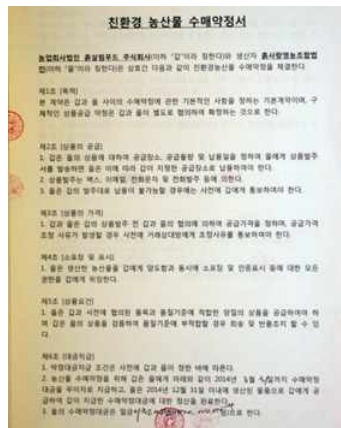 친환경 농산물 수매약정서
농업회사법인 흙살림푸드 주식회사(이하 "갑"이라 칭한다)와 생산자 흙사랑영농조합법
인(이하 "을"이라 칭한다)은 상호간 다음과 같이 친환경농산물 수매약정을 체결한다.
제1조 (목적)
본 계약은 갑과 을 사이의 수매약정에 관한 기본적인 사항을 정하는 기본계약이며, 구
체적인 상품공급 약정은 갑과 을의 별도로 협의하여 확정하는 것으로 한다.
제2조 (상품의 공급)
1. 갑은 을의 상품에 대하여 공급장소, 공급물량 및 납품일을 정하여 을에게 상품발주
서를 발송하면 을은 이에 따라 갑이 지정한 공급장소로 납품하여야 한다.
2. 상품발주는 팩스, 이메일, 전화문자 및 전화발주 등에 의한다.
3. 을은 갑의 발주대로 납품이 불가능할 경우에는 사전에 갑에게 통보하여야 한다.
제3조 (상품의 가격)
1. 갑과 을은 갑의 상품발주 전 갑과 을의 협의에 의하여 공급가격을 정하며, 공급가격
조정 사유가 발생할 경우 사전에 거래상대방에게 조정사유를 통보하여야 한다.
제4조 (소포장 및 표시)
1. 을은 생산한 농산물을 갑에게 양도함과 동시에 소포장 및 인증표시 등에 대한 모든
권한을 갑에게 위임한다.
제5조 (상품요건)
1. 을은 갑과 사전에 협의된 품목과 품질기준에 적합한 양질의 상품을 공급하여야 하
며 갑은 을의 상품을 검품하여 품질기준에 부적합할 경우 회송 및 반품조치 할 수 있
다.
제6조 (대금지급)
1. 약정대금지급 조건은 사전에 갑과 을이 정한 바에 따른다.
2. 농산물 수매약정을 위해 갑은 을에게 아래와 같이 2014년 월 일까지 수매약정
대금을 무이자로 지급하고, 을은 2014년 12월 31일 이내에 생산된 물품으로 갑에게 공
급하여 갑이 지급한 수매약정대금에 대한 정산을 완료한다.
3. 을의 수매약정대금은 일금 원)으로 한다.